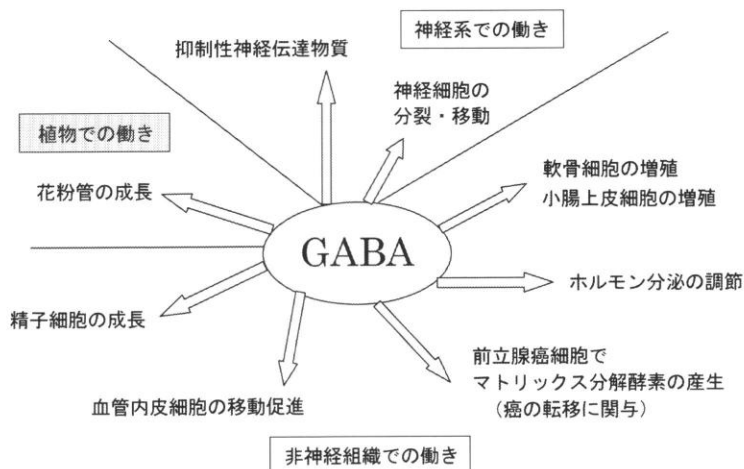 神経系での働き
抑制性神経伝達物質
神経細胞の
分裂・移動
植物での働き
花粉管の成長
軟骨細胞の増殖
小腸上皮細胞の増殖
GABA
ホルモン分泌の調節
精子細胞の成長
前立腺癌細胞で
マトリックス分解酵素の産生
（癌の転移に関与）
血管内皮細胞の移動促進
非神経組織での働き